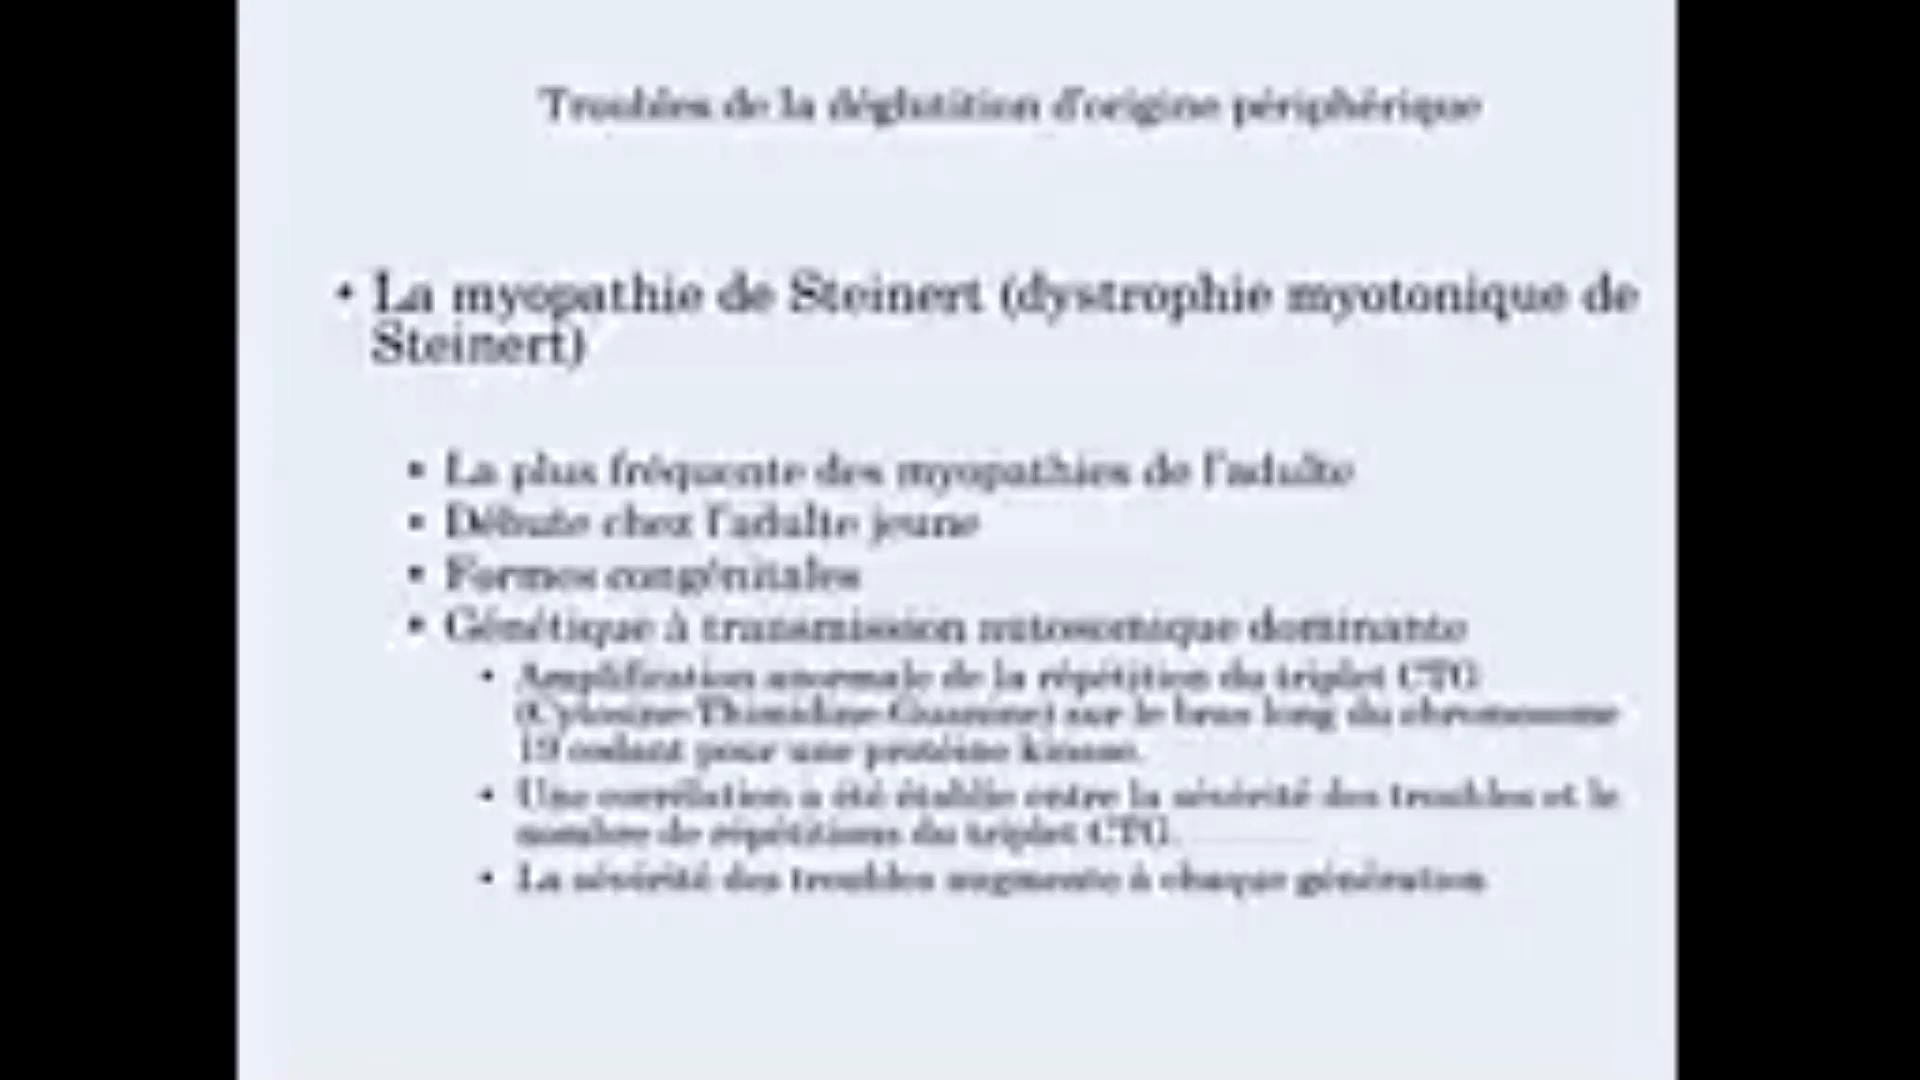 Troubles de la déglutition d'origine périphérique
• La myopathie de Steinert (dystrophie myotonique de
Steinert)
• La plus fréquente des myopathies de l'adulte
• Débute chez l'adulte jeune
• Formes congénitales
• Génétique à transmission autosomique dominante
• Amplification anormale de la répétition du triplet CTG
(Cytosine-Thimidine-Guanone) sur le bras long du chromosome
19 codant pour une protéine kinase.
• Une corrélation a été établie entre la sévérité des troubles et le
nombre de répétitions du triplet CTG.
• La sévérité des troubles augmente à chaque génération